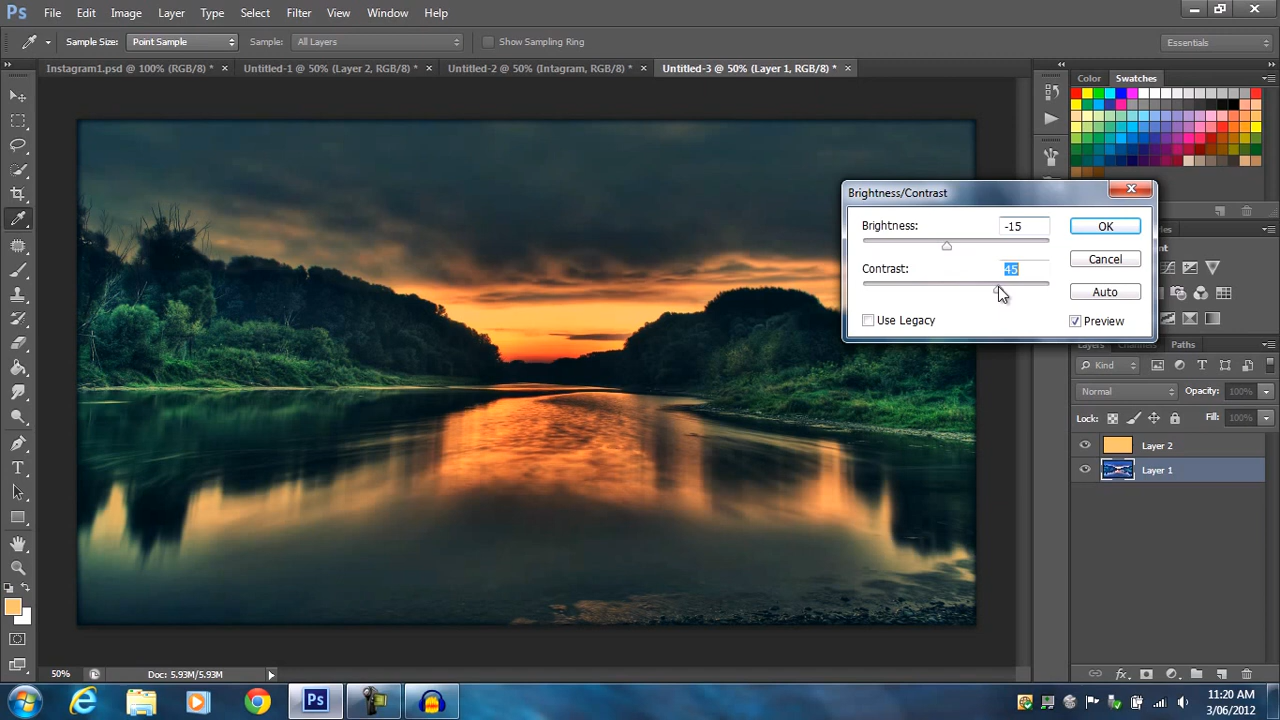 Ps File Edit Image Layer Type Select Filter View Window Help
Sample Size: Point Sample Sample: All Layers Show Sampling Ring Essentials
Instagram1.psd @ 100% (RGB/8) * × Untitled-1 @ 50% (Layer 2, RGB/8) * × Untitled-2 @ 50% (Intagram, RGB/8) * × Untitled-3 @ 50% (Layer 1, RGB/8) * ×
Color Swatches
Brightness/Contrast
Brightness: -15 OK
Cancel
Contrast: 45
Auto
Use Legacy Preview
Layers Channels Paths
Kind
Normal Opacity: 100%
Lock: Fill: 100%
Layer 2
Layer 1
50% Doc: 5.93M/5.93M
Ps
11:20 AM
3/06/2012